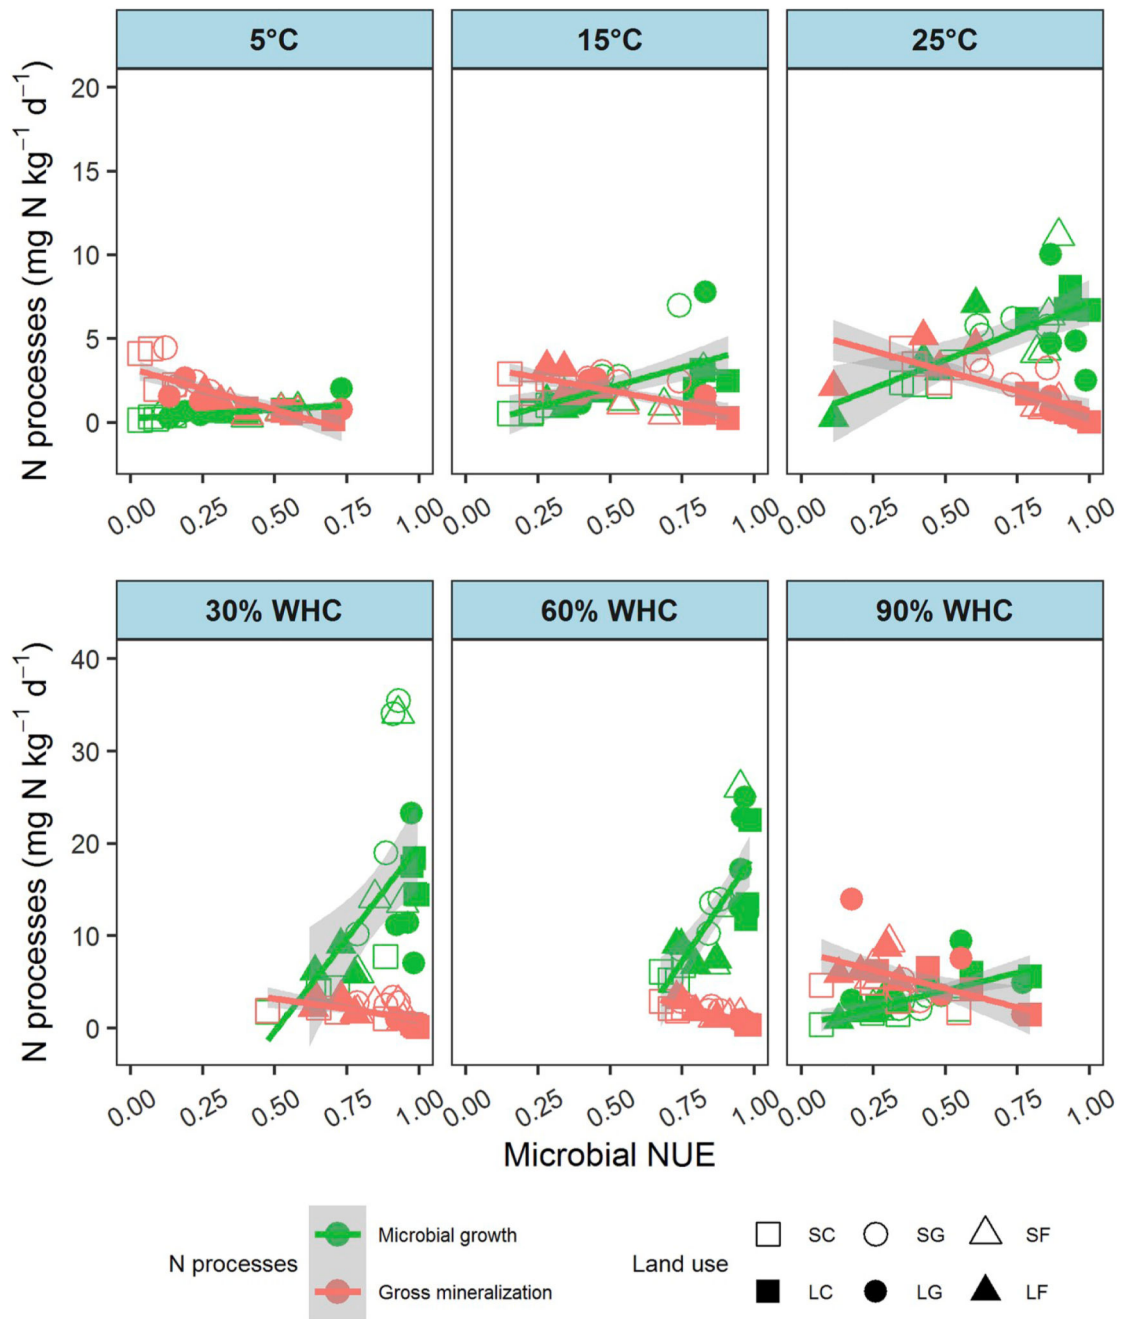 5°C 15°C 25°C
N processes (mg N kg⁻¹ d⁻¹)
20
15
10
5
0
0.00 0.25 0.50 0.75 1.00 0.00 0.25 0.50 0.75 1.00 0.00 0.25 0.50 0.75 1.00
30% WHC 60% WHC 90% WHC
N processes (mg N kg⁻¹ d⁻¹)
40
30
20
10
0
0.00 0.25 0.50 0.75 1.00 0.00 0.25 0.50 0.75 1.00 0.00 0.25 0.50 0.75 1.00
Microbial NUE
N processes
Microbial growth
Gross mineralization
Land use
SC SG SF
LC LG LF